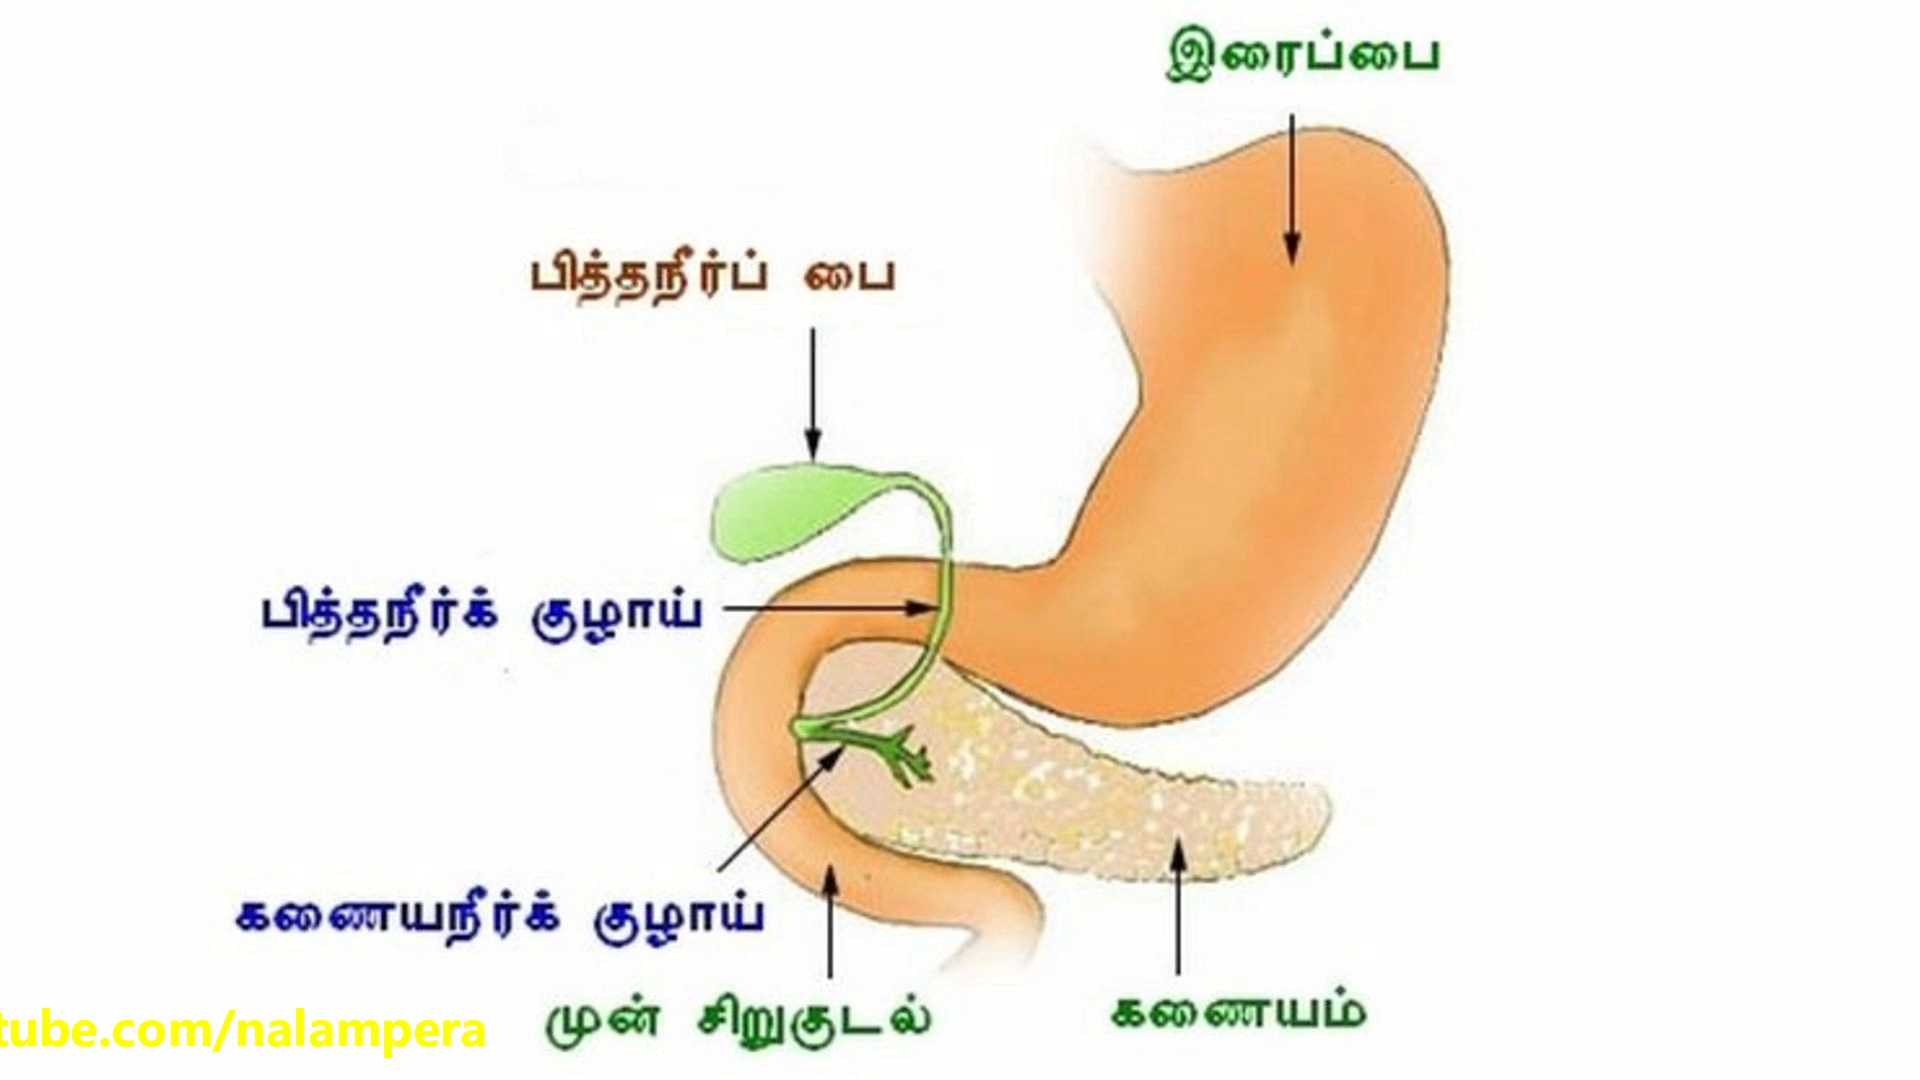 இரைப்பை
பித்தநீர்ப் பை
பித்தநீர்க் குழாய்
கணையநீர்க் குழாய்
முன் சிறுகுடல்
கணையம்
tube.com/nalampera